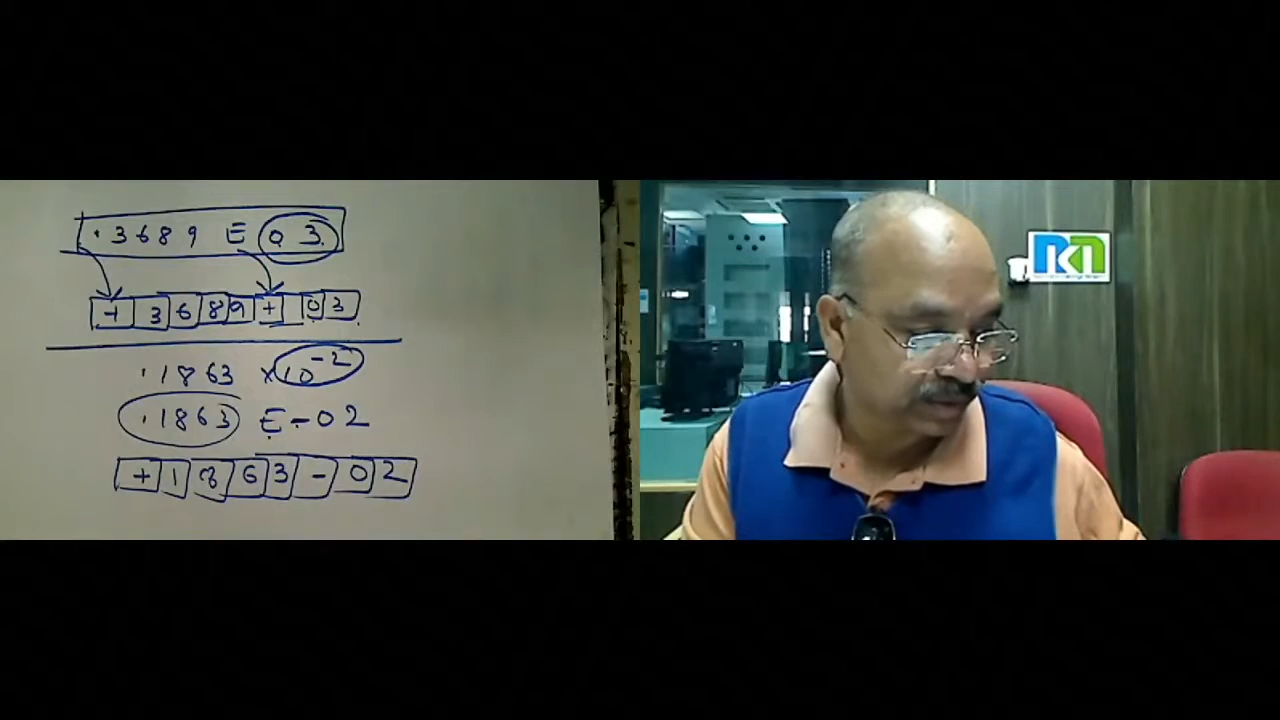 .3689 E 03
+ 3 6 8 9 + 0 3
.1863 x10-2
.1863 E-02
+ 1 8 6 3 - 0 2